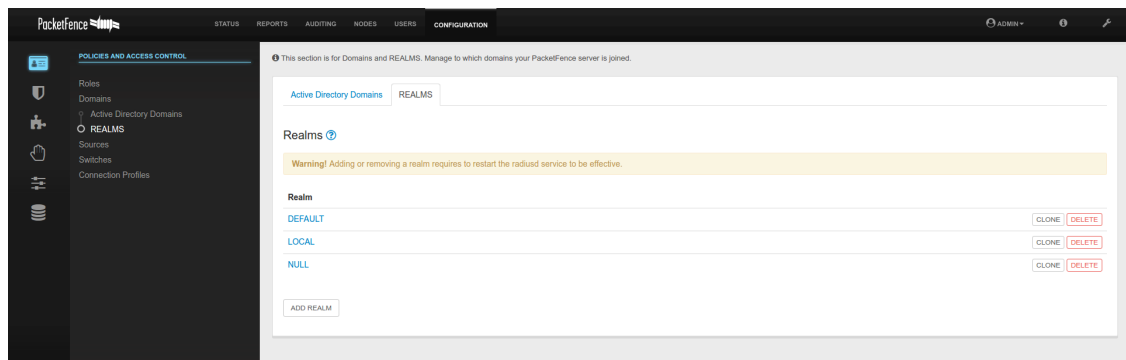 PacketFence
STATUS REPORTS AUDITING NODES USERS CONFIGURATION
ADMIN
POLICIES AND ACCESS CONTROL
Roles
Domains
Active Directory Domains
REALMS
Sources
Switches
Connection Profiles
This section is for Domains and REALMS. Manage to which domains your PacketFence server is joined.
Active Directory Domains REALMS
Realms
Warning! Adding or removing a realm requires to restart the radiusd service to be effective.
Realm
DEFAULT CLONE DELETE
LOCAL CLONE DELETE
NULL CLONE DELETE
ADD REALM